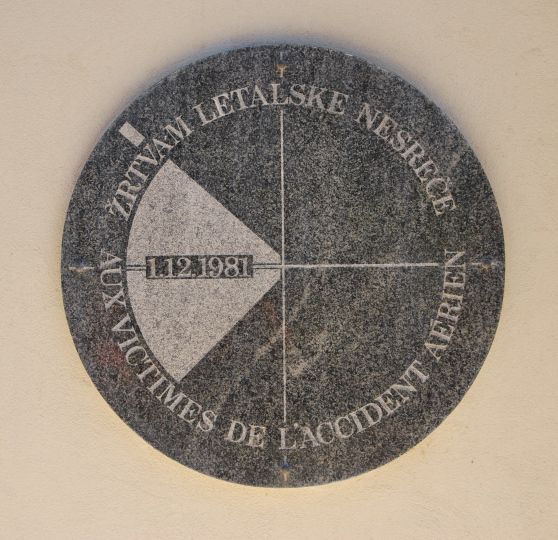 ŽRTVAM LETALSKE NESREČE
1.12.1981
AUX VICTIMES DE L'ACCIDENT AÉRIEN